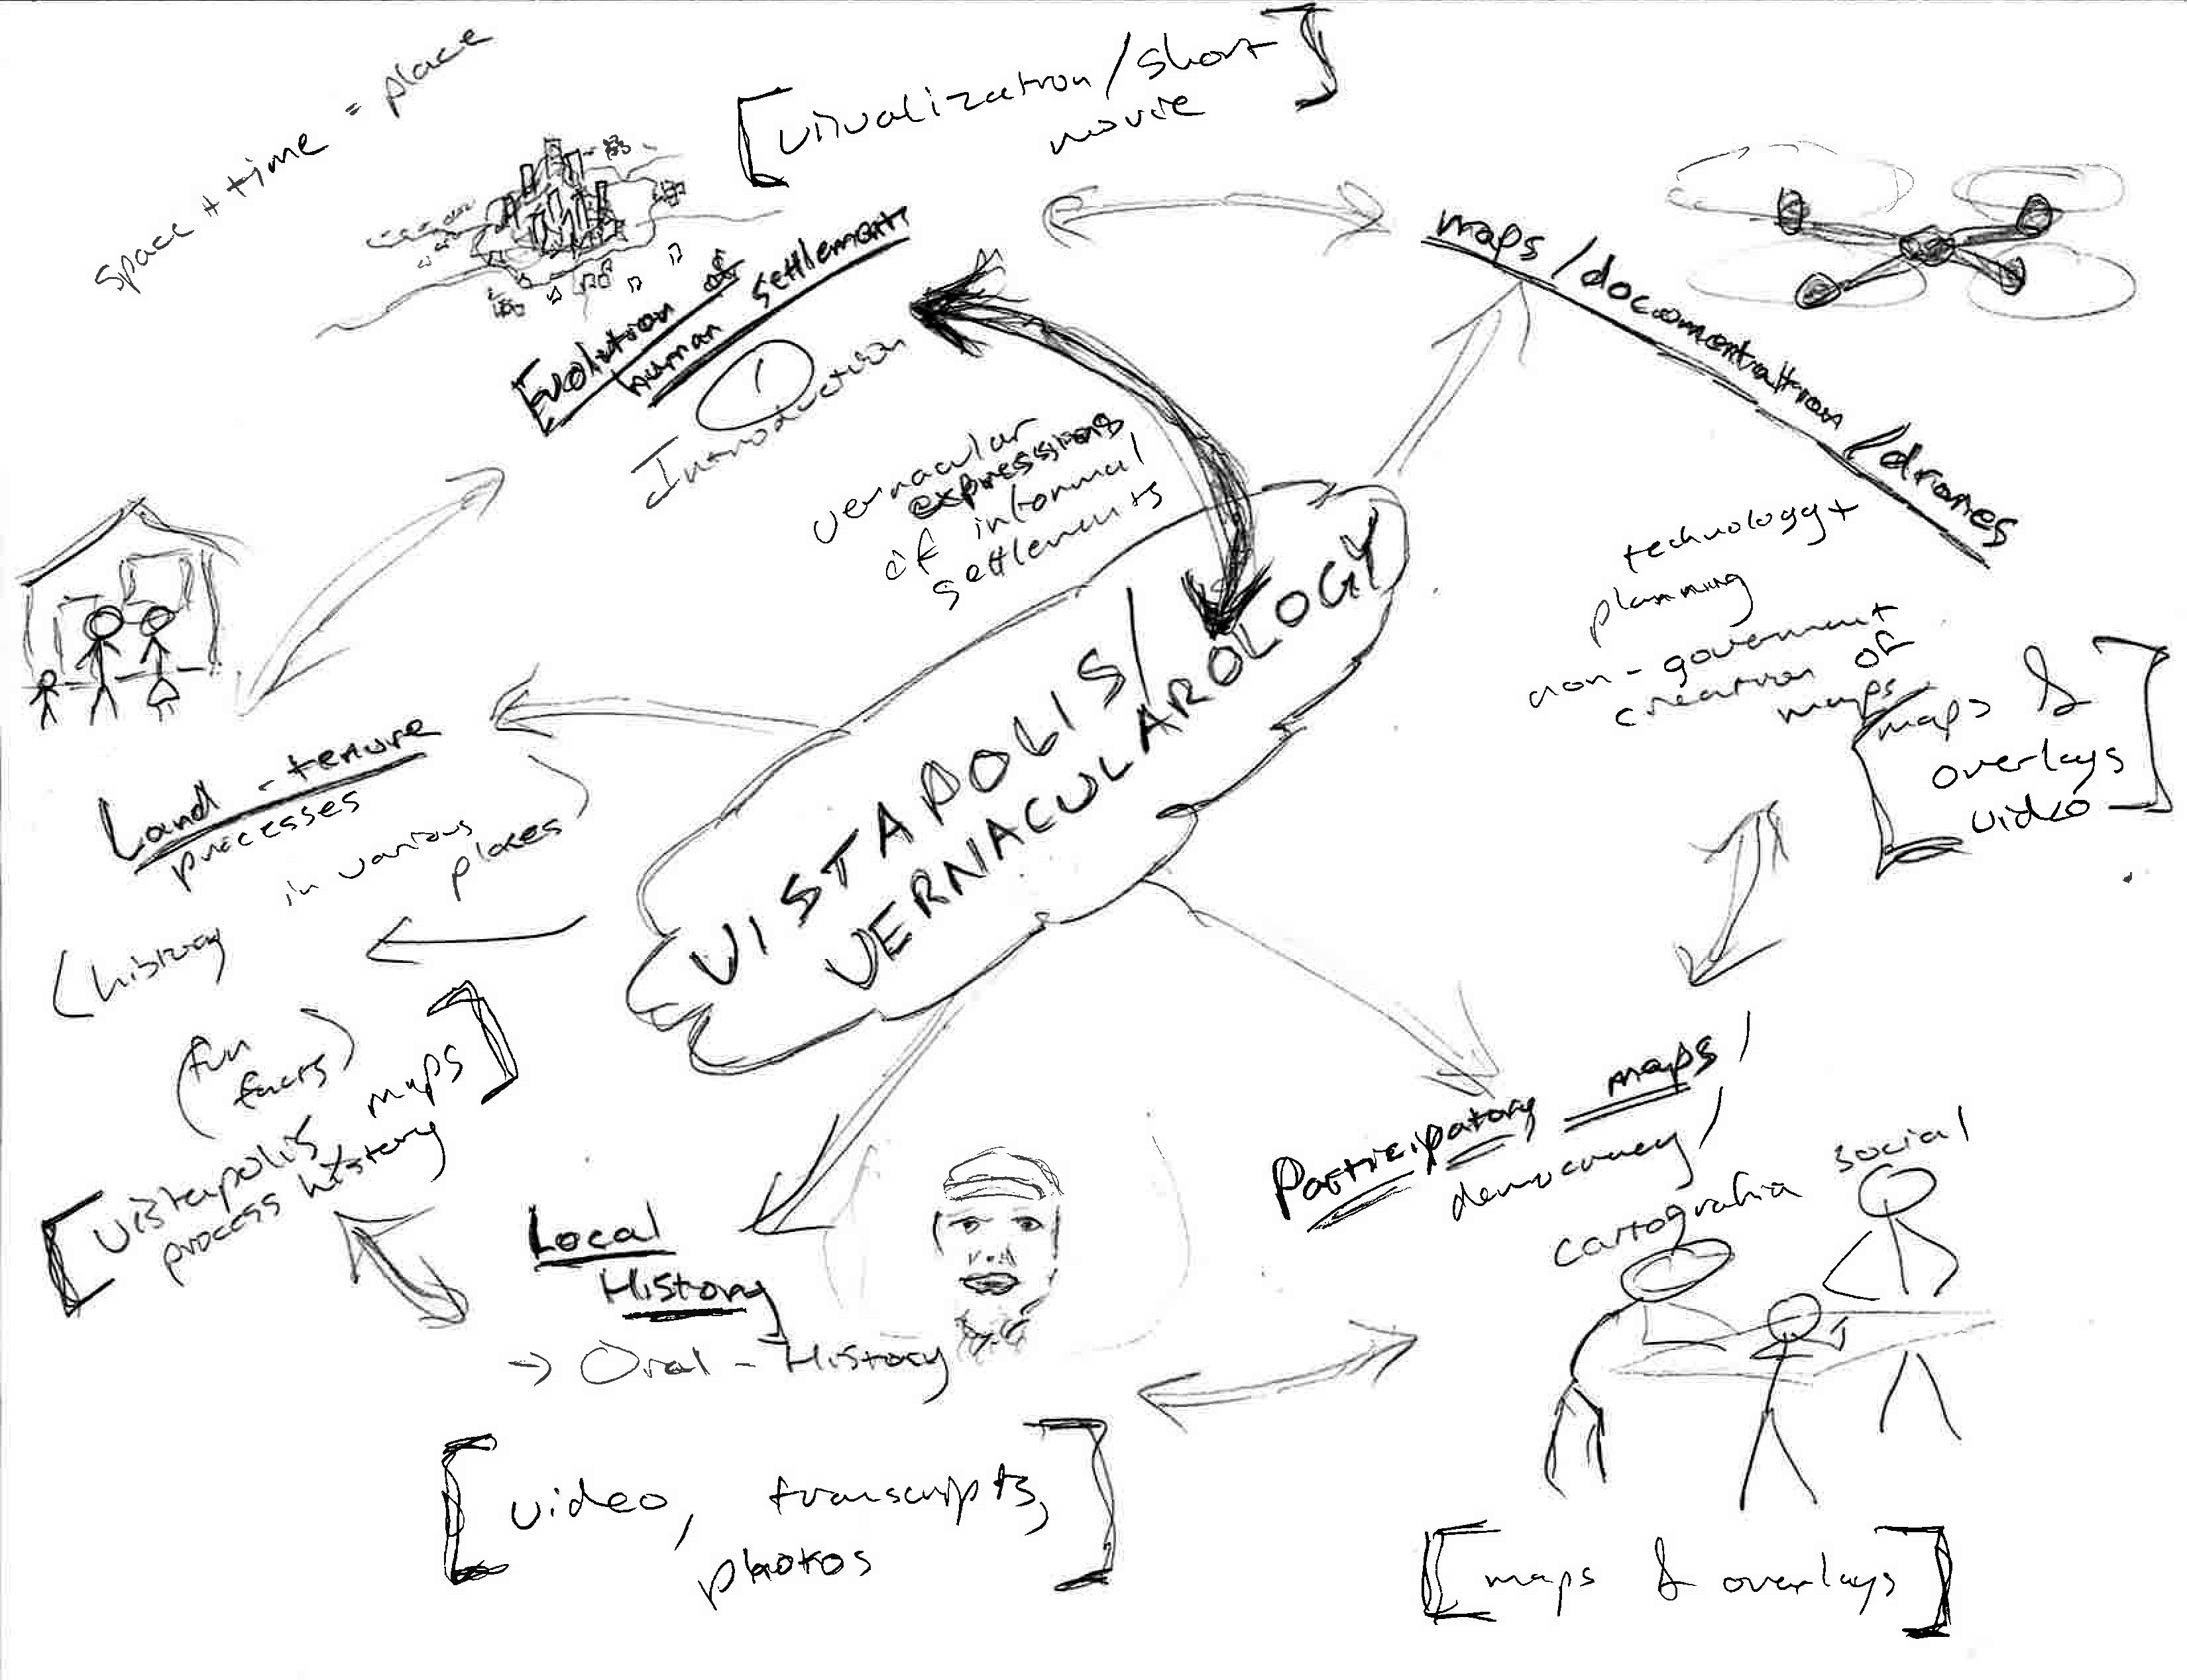 space + time = place
[visualization/short
movie]
Evolution of
human settlements
1
Introduction
vernacular
expressions
of informal
settlements
maps/documentation/drones
technology +
planning
non-government
creation of
maps
[maps &
overlays
video]
VISTAPOLIS/
VERNACULAROLOGY
Land-tenure
processes
in various
places)
(history
(fun
facts)
[vistapolis maps]
process history
Local
History
→ Oral-History
[video, transcripts,
photos]
Participatory maps/
democracy/
cartografia social
[maps & overlays]